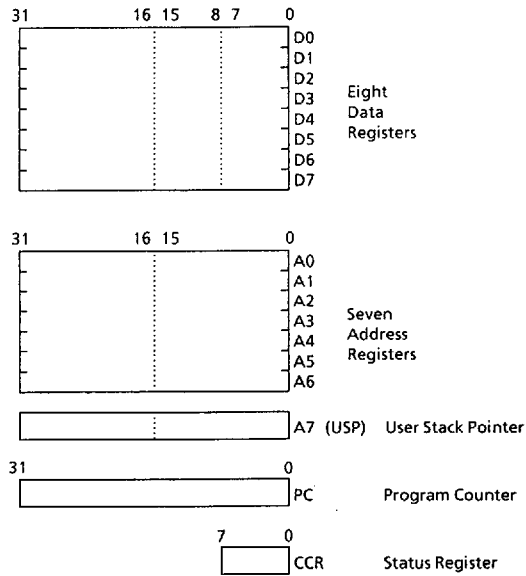 31 16 15 8 7 0
D0
D1
D2
D3
D4
D5
D6
D7
Eight
Data
Registers
31 16 15 0
A0
A1
A2
A3
A4
A5
A6
Seven
Address
Registers
A7 (USP) User Stack Pointer
31 0
PC Program Counter
7 0
CCR Status Register